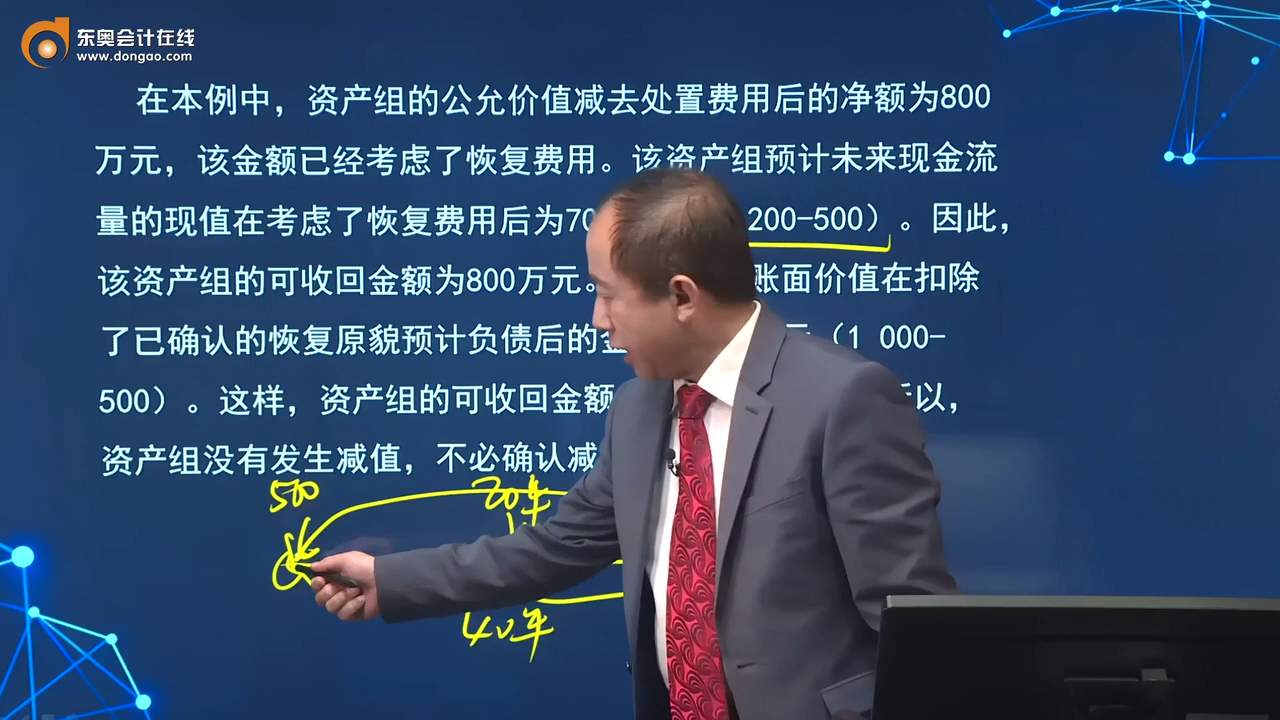 东奥会计在线
www.dongao.com
在本例中，资产组的公允价值减去处置费用后的净额为800
万元，该金额已经考虑了恢复费用。该资产组预计未来现金流
量的现值在考虑了恢复费用后为70 200-500）。因此，
该资产组的可收回金额为800万元。 账面价值在扣除
了已确认的恢复原貌预计负债后的金 （1 000-
500）。这样，资产组的可收回金额 以，
资产组没有发生减值，不必确认减
500 20年
40年